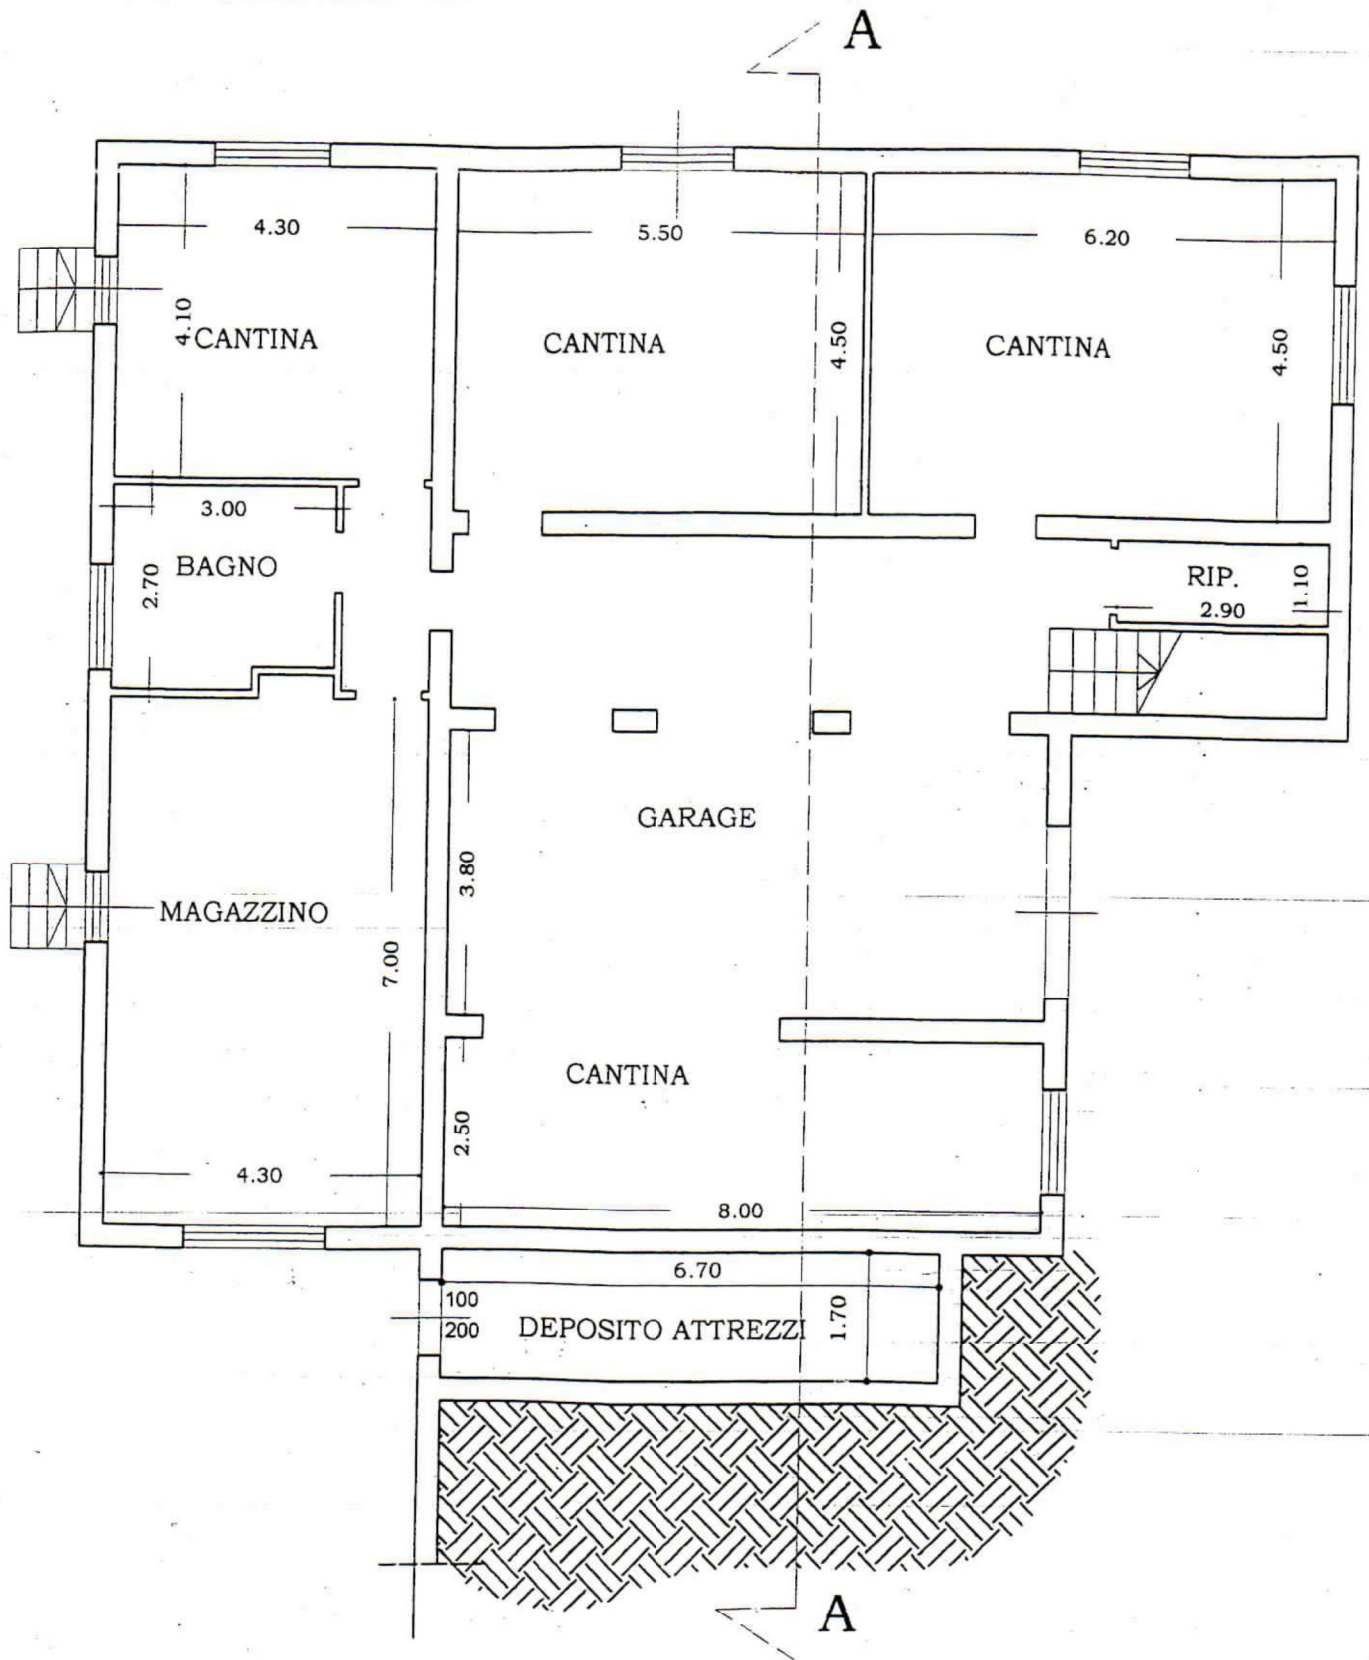 A
4.30
5.50
6.20
4.10
CANTINA
CANTINA
4.50
CANTINA
4.50
3.00
BAGNO
2.70
RIP.
1.10
2.90
GARAGE
3.80
MAGAZZINO
7.00
CANTINA
2.50
4.30
8.00
6.70
100
200
DEPOSITO ATTREZZI
1.70
A